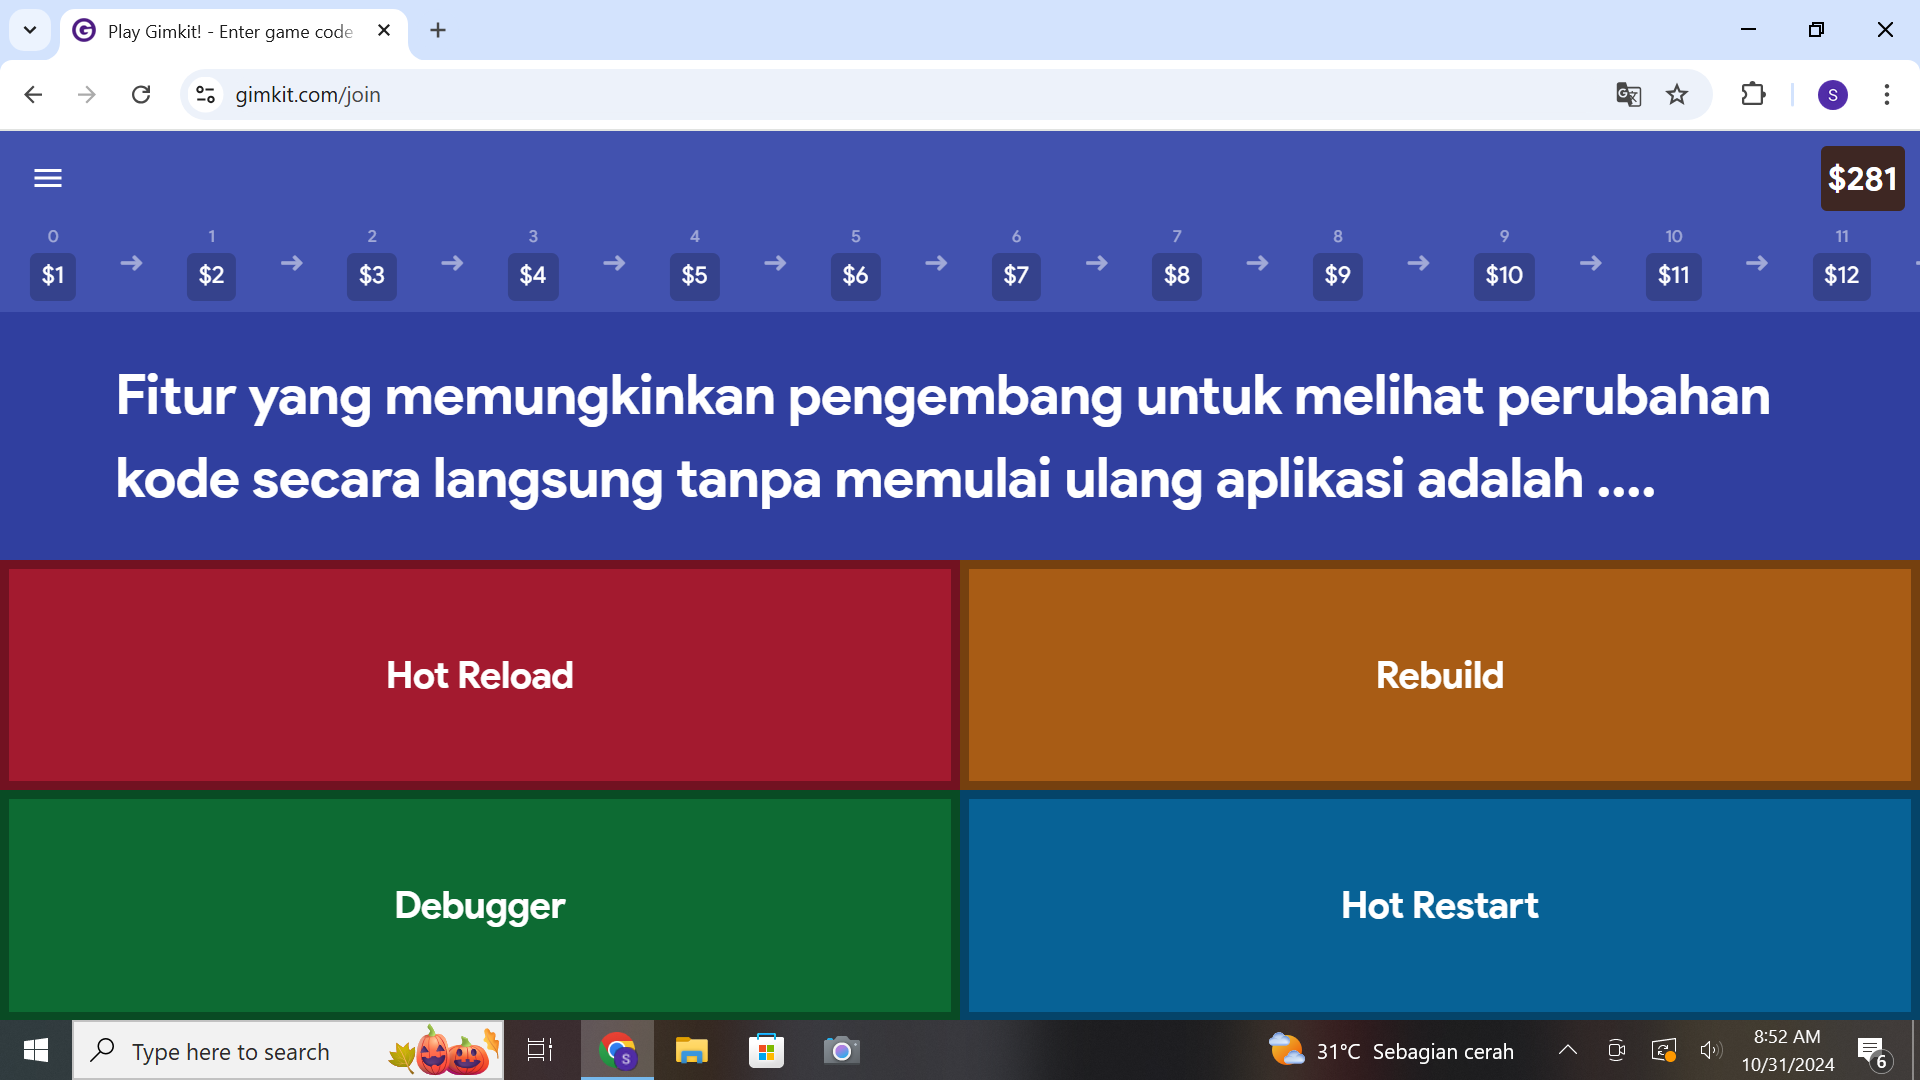 Play Gimkit! - Enter game code
gimkit.com/join
S
$281
0 1 2 3 4 5 6 7 8 9 10 11
$1 $2 $3 $4 $5 $6 $7 $8 $9 $10 $11 $12
Fitur yang memungkinkan pengembang untuk melihat perubahan
kode secara langsung tanpa memulai ulang aplikasi adalah ....
Hot Reload
Rebuild
Debugger
Hot Restart
Type here to search
S
31°C Sebagian cerah
8:52 AM
10/31/2024
6